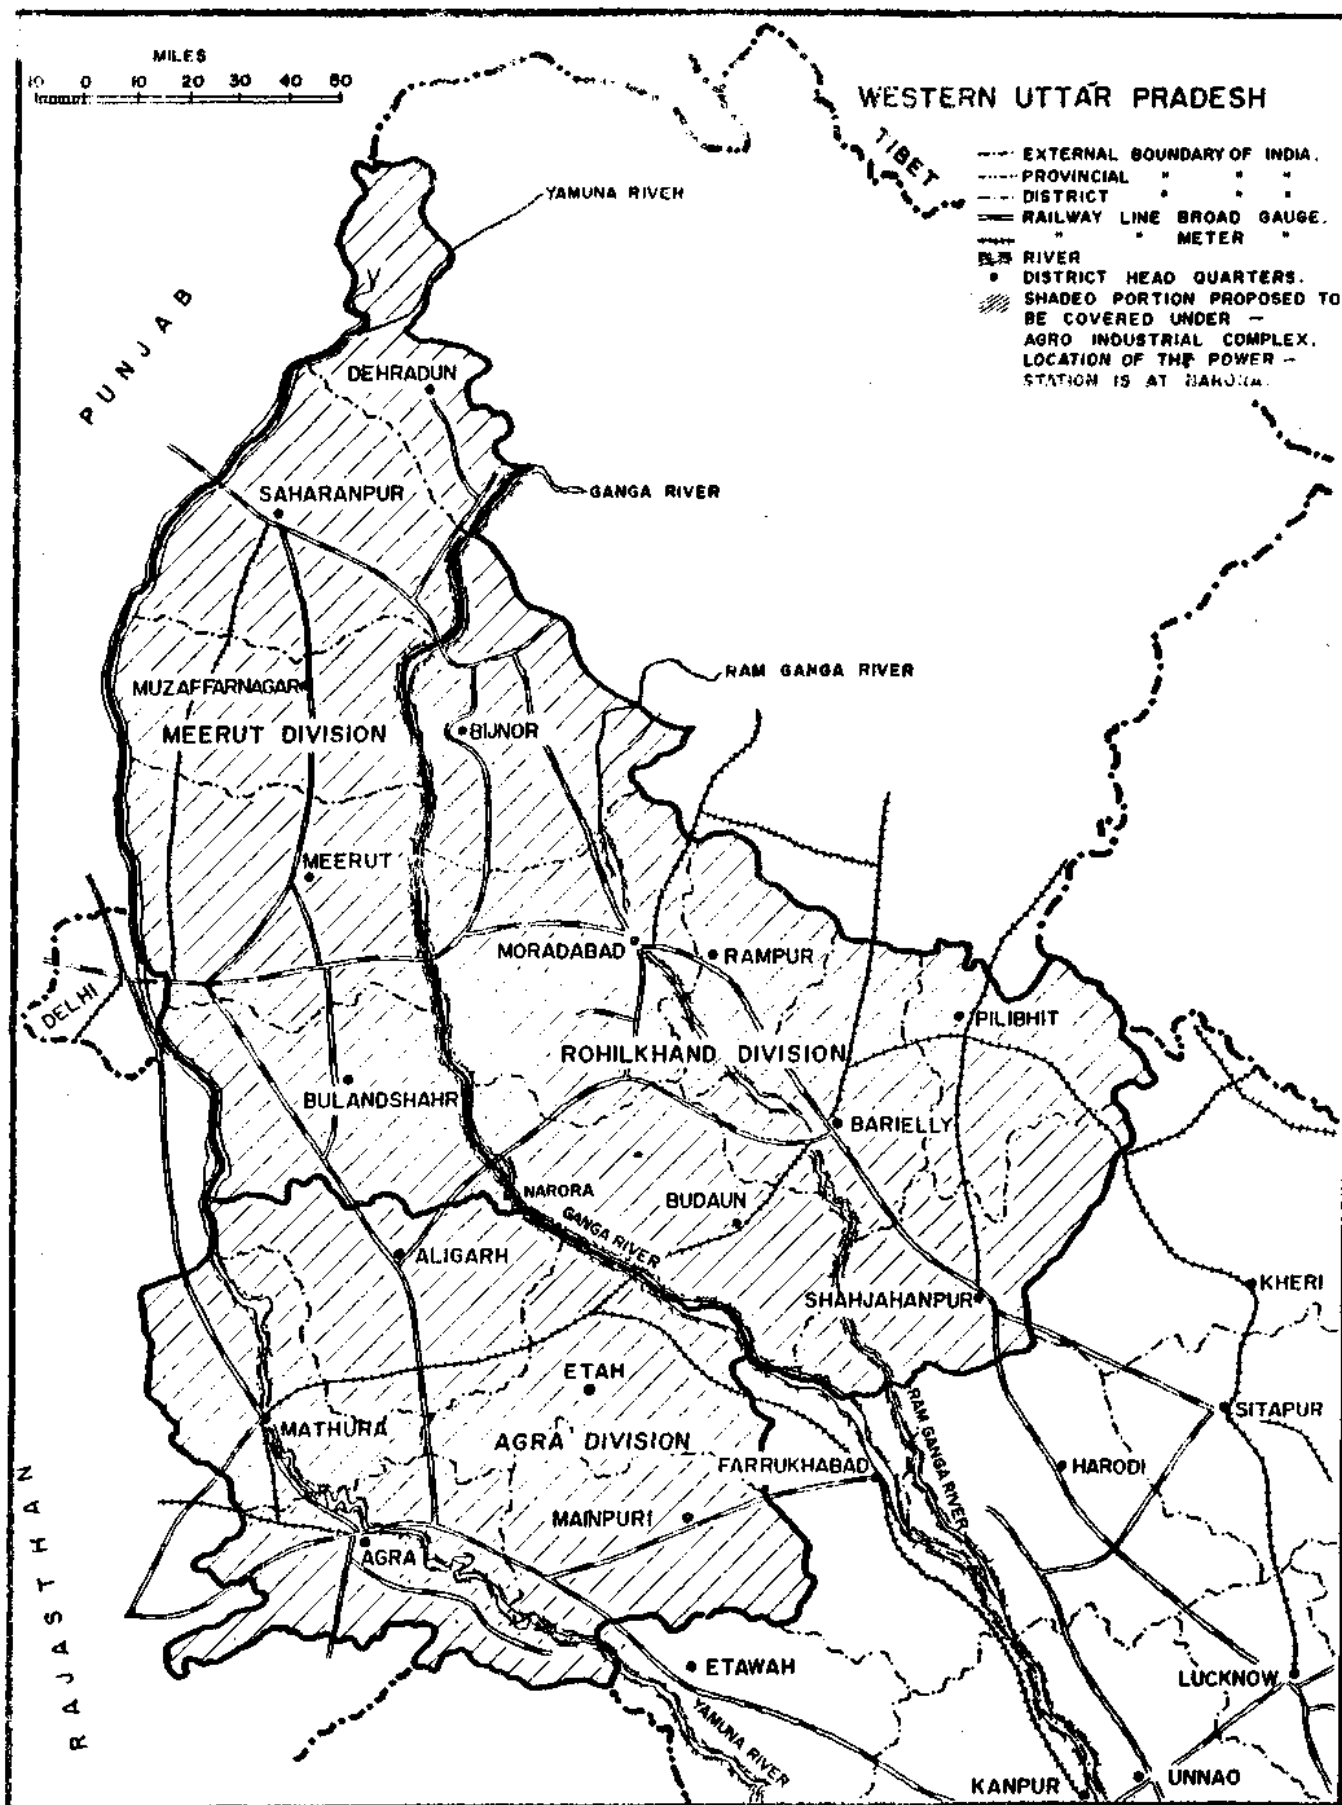 MILES
10 0 10 20 30 40 50
WESTERN UTTAR PRADESH
TIBET
EXTERNAL BOUNDARY OF INDIA.
PROVINCIAL " " "
DISTRICT " " "
RAILWAY LINE BROAD GAUGE.
" " METER "
RIVER
DISTRICT HEAD QUARTERS.
SHADED PORTION PROPOSED TO
BE COVERED UNDER —
AGRO INDUSTRIAL COMPLEX.
LOCATION OF THE POWER —
STATION IS AT NARORA.
YAMUNA RIVER
PUNJAB
DEHRADUN
GANGA RIVER
SAHARANPUR
RAM GANGA RIVER
MUZAFFARNAGAR
MEERUT DIVISION
BIJNOR
MEERUT
MORADABAD
RAMPUR
DELHI
PILIBHIT
ROHILKHAND DIVISION
BULANDSHAHR
BARIELLY
NARORA
BUDAUN
GANGA RIVER
ALIGARH
KHERI
SHAHJAHANPUR
ETAH
SITAPUR
MATHURA
AGRA DIVISION
RAM GANGA RIVER
FARRUKHABAD
HARODI
MAINPURI
AGRA
RAJASTHAN
ETAWAH
LUCKNOW
YAMUNA RIVER
KANPUR
UNNAO